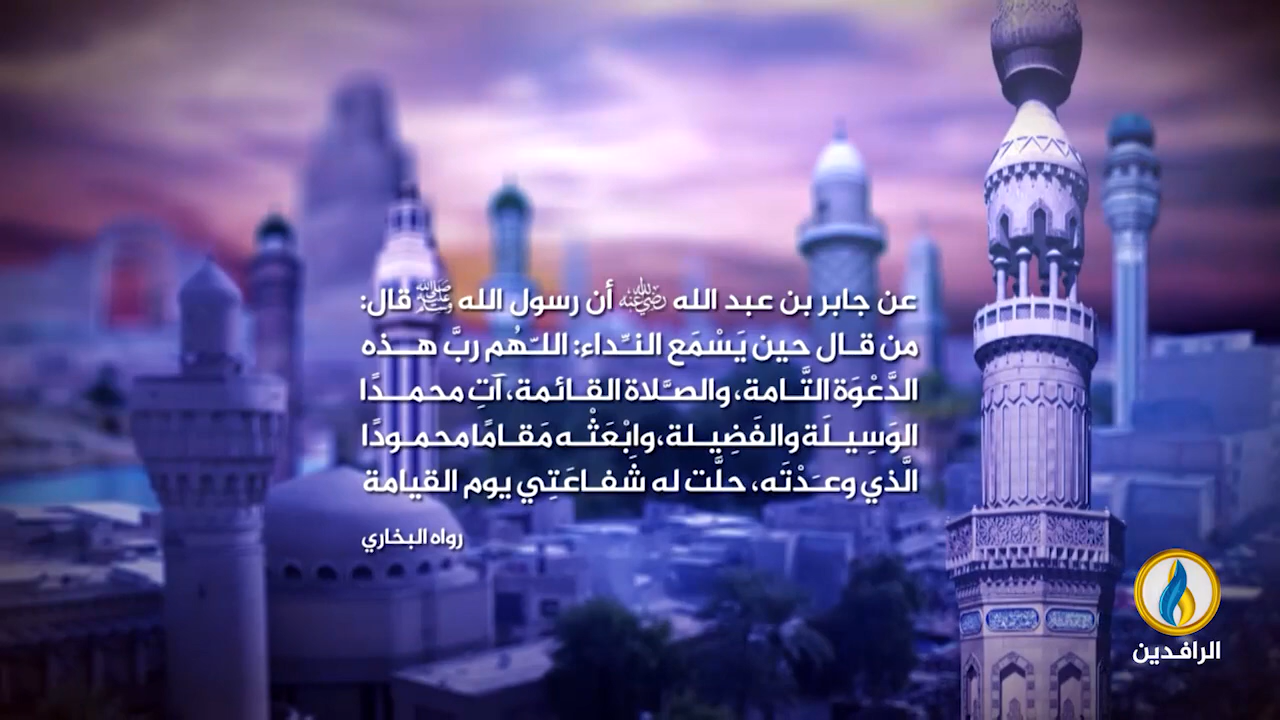 عن جابر بن عبد الله رضي الله عنه أن رسول الله ﷺ قال:
من قال حين يَسْمَع النِّداء: اللهُم ربَّ هذه
الدَّعْوَة التَّامة، والصَّلاة القائمة، آتِ محمدًا
الوَسِيلَة والفَضِيلة، وابْعَثْه مَقامًا محمودًا
الَّذي وعَدْتَه، حلَّت له شَفاعَتِي يوم القيامة
رواه البخاري
الرافدين